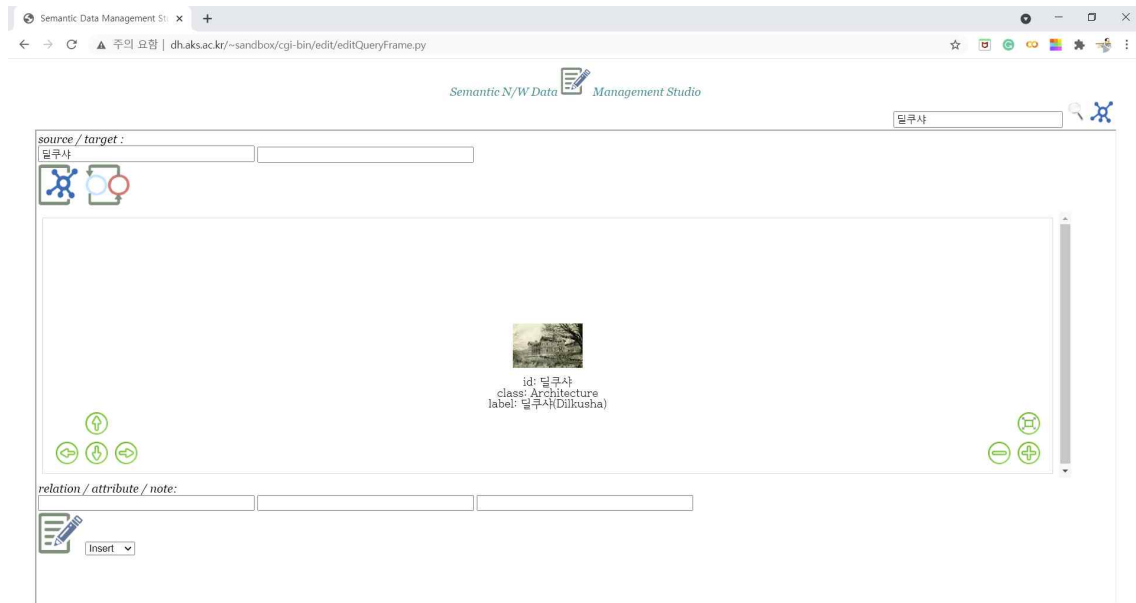 Semantic Data Management St
주의 요함 | dh.aks.ac.kr/~sandbox/cgi-bin/edit/editQueryFrame.py
Semantic N/W Data Management Studio
딜쿠샤
source / target :
딜쿠샤
id: 딜쿠샤
class: Architecture
label: 딜쿠샤(Dilkusha)
relation / attribute / note:
Insert